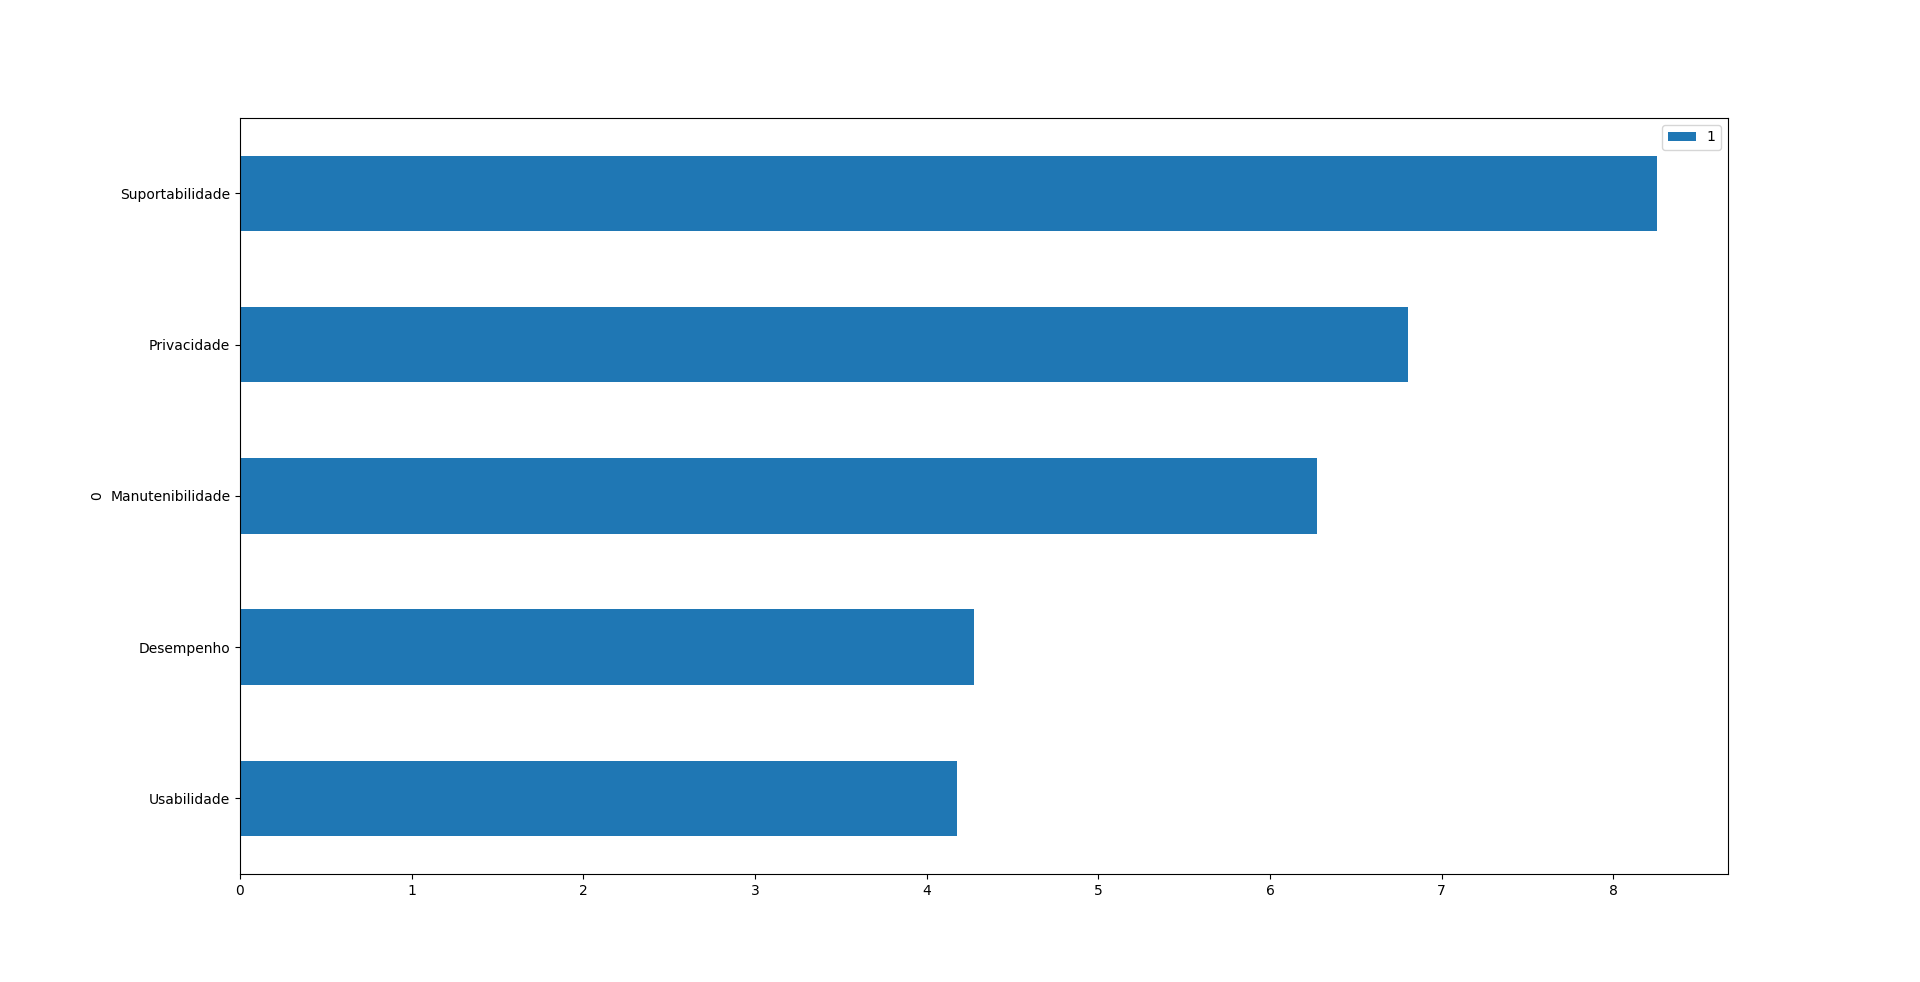 1
Suportabilidade
Privacidade
0
Manutenibilidade
Desempenho
Usabilidade
0 1 2 3 4 5 6 7 8